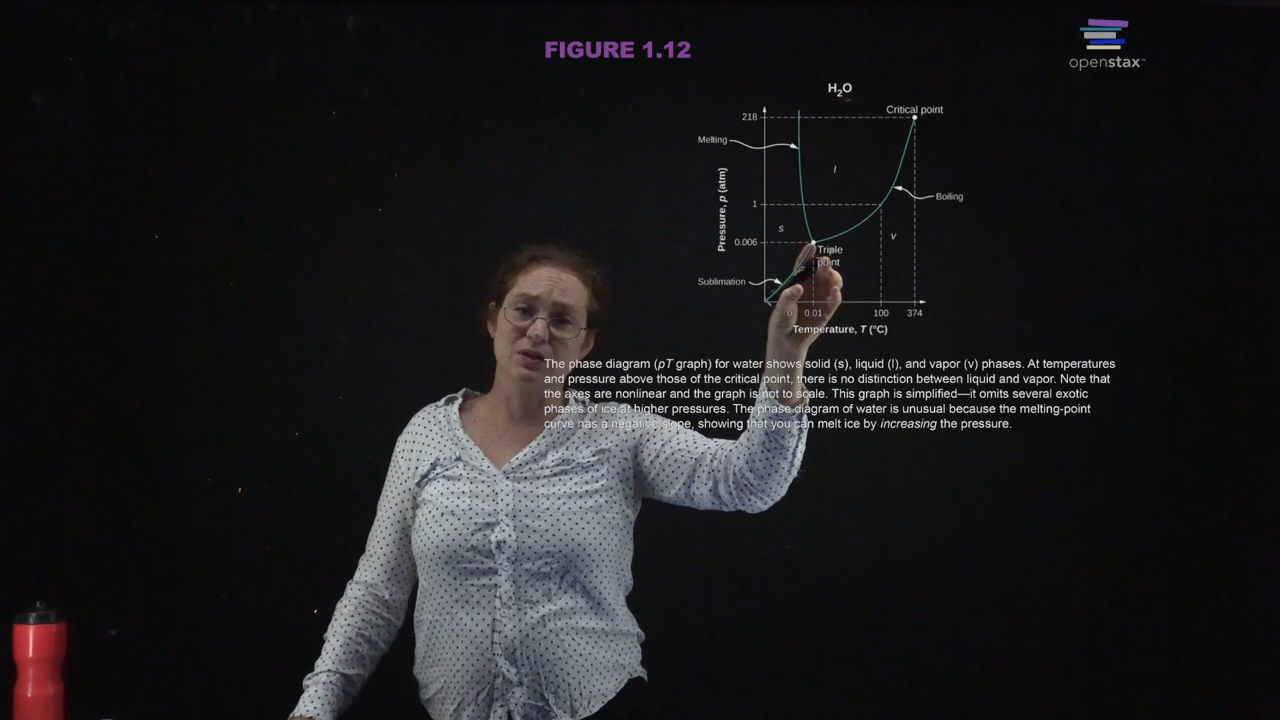 FIGURE 1.12
openstax™
H₂O
Critical point
218
Melting
l
Pressure, p (atm)
1
Boiling
s
v
0.006
Triple
point
Sublimation
0 0.01 100 374
Temperature, T (°C)
The phase diagram (pT graph) for water shows solid (s), liquid (l), and vapor (v) phases. At temperatures
and pressure above those of the critical point, there is no distinction between liquid and vapor. Note that
the axes are nonlinear and the graph is not to scale. This graph is simplified—it omits several exotic
phases of ice at higher pressures. The phase diagram of water is unusual because the melting-point
curve has a negative slope, showing that you can melt ice by increasing the pressure.